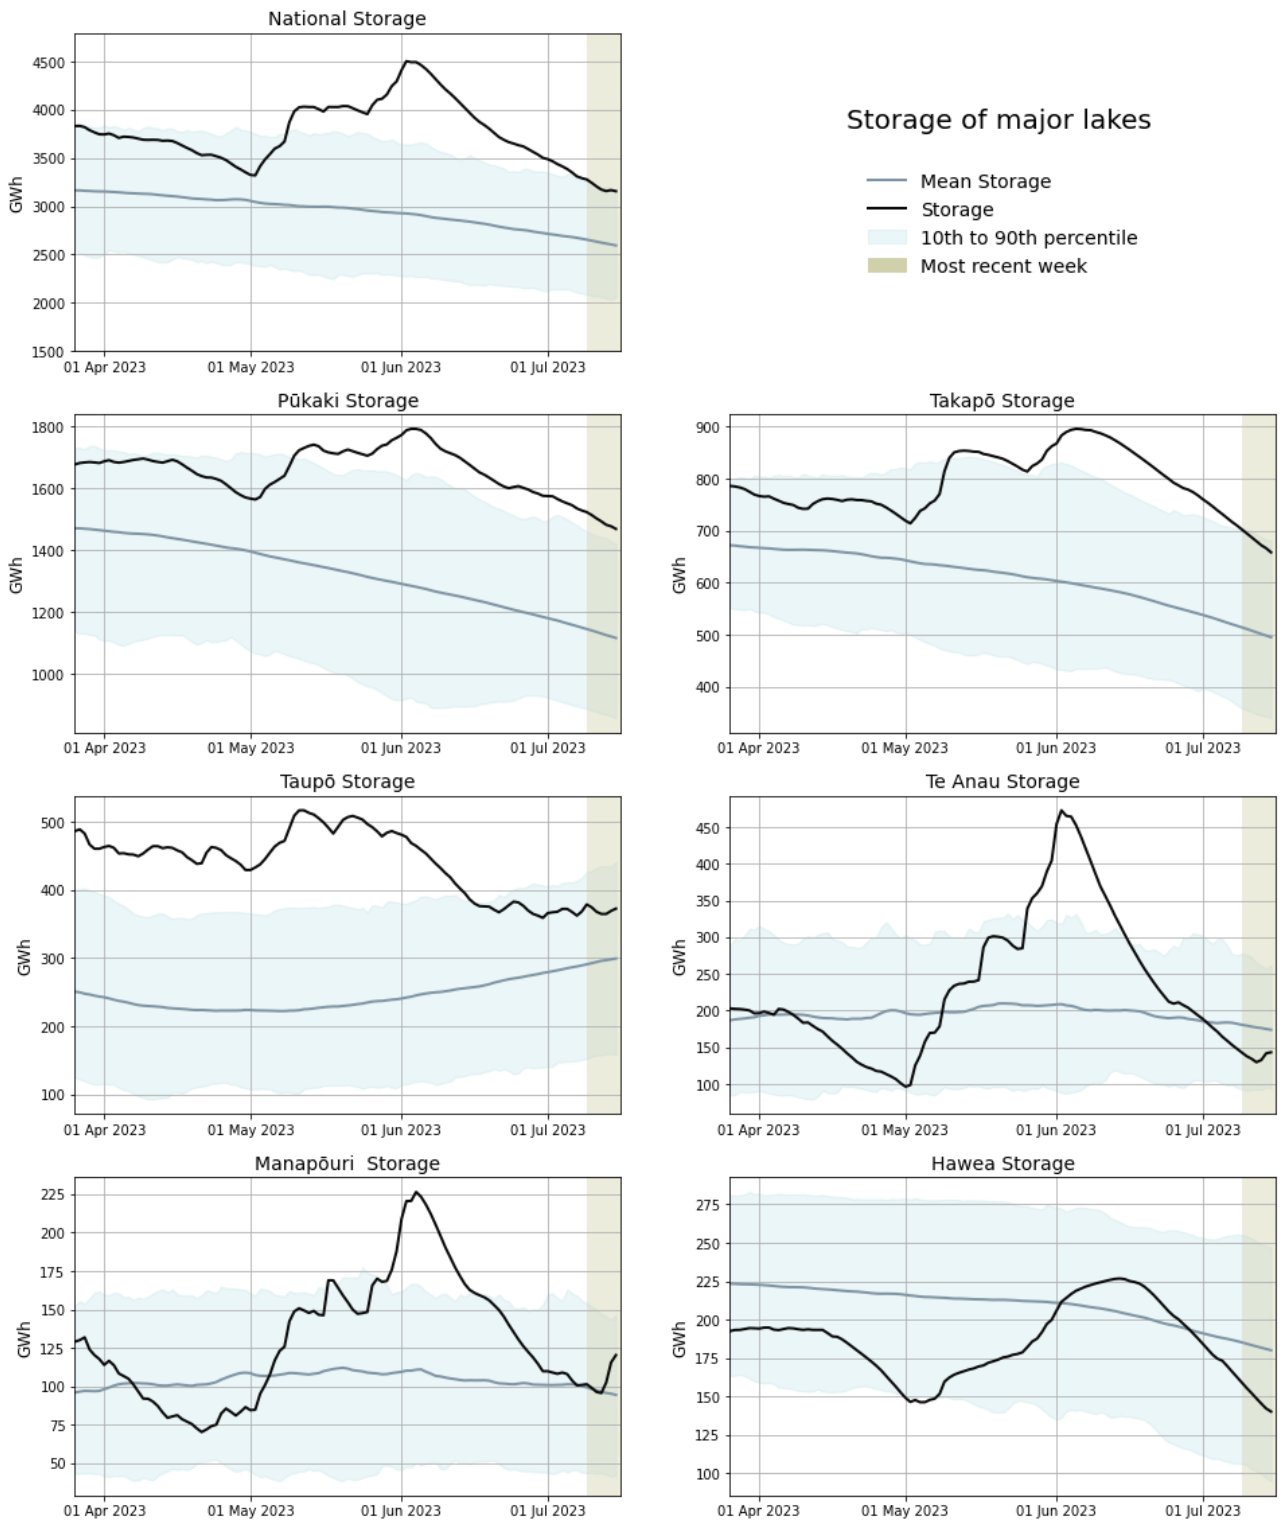 National Storage
GWh
4500
4000
3500
3000
2500
2000
1500
01 Apr 2023 01 May 2023 01 Jun 2023 01 Jul 2023
Storage of major lakes
Mean Storage
Storage
10th to 90th percentile
Most recent week
Pūkaki Storage
GWh
1800
1600
1400
1200
1000
01 Apr 2023 01 May 2023 01 Jun 2023 01 Jul 2023
Takapō Storage
GWh
900
800
700
600
500
400
01 Apr 2023 01 May 2023 01 Jun 2023 01 Jul 2023
Taupō Storage
GWh
500
400
300
200
100
01 Apr 2023 01 May 2023 01 Jun 2023 01 Jul 2023
Te Anau Storage
GWh
450
400
350
300
250
200
150
100
01 Apr 2023 01 May 2023 01 Jun 2023 01 Jul 2023
Manapōuri Storage
GWh
225
200
175
150
125
100
75
50
01 Apr 2023 01 May 2023 01 Jun 2023 01 Jul 2023
Hawea Storage
GWh
275
250
225
200
175
150
125
100
01 Apr 2023 01 May 2023 01 Jun 2023 01 Jul 2023